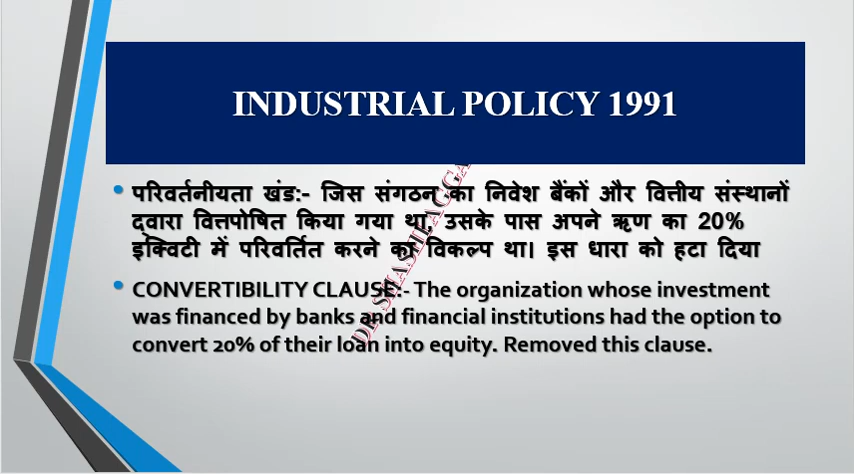 INDUSTRIAL POLICY 1991
परिवर्तनीयता खंड:- जिस संगठन का निवेश बैंकों और वित्तीय संस्थानों
द्वारा वित्तपोषित किया गया था, उसके पास अपने ऋण का 20%
इक्विटी में परिवर्तित करने का विकल्प था। इस धारा को हटा दिया
CONVERTIBILITY CLAUSE:- The organization whose investment
was financed by banks and financial institutions had the option to
convert 20% of their loan into equity. Removed this clause.